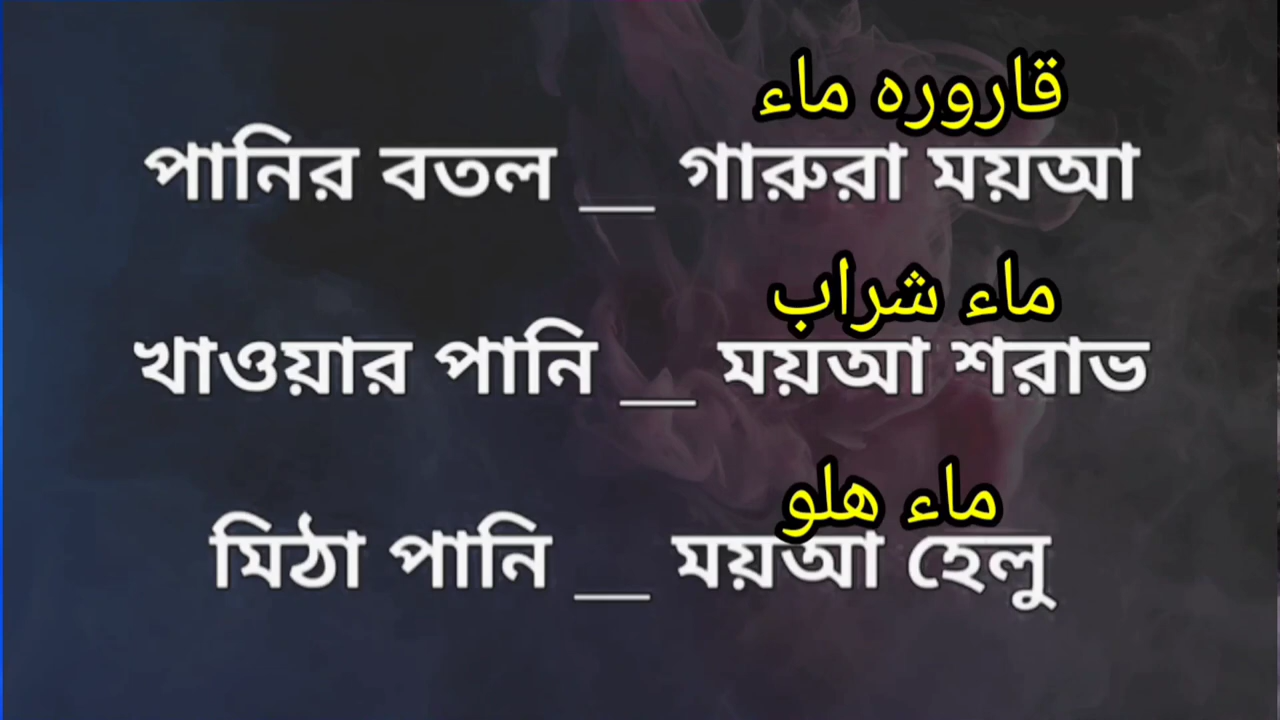 قاروره ماء
পানির বতল __ গারুরা ময়আ
ماء شراب
খাওয়ার পানি __ ময়আ শরাভ
ماء هلو
মিঠা পানি __ ময়আ হেলু